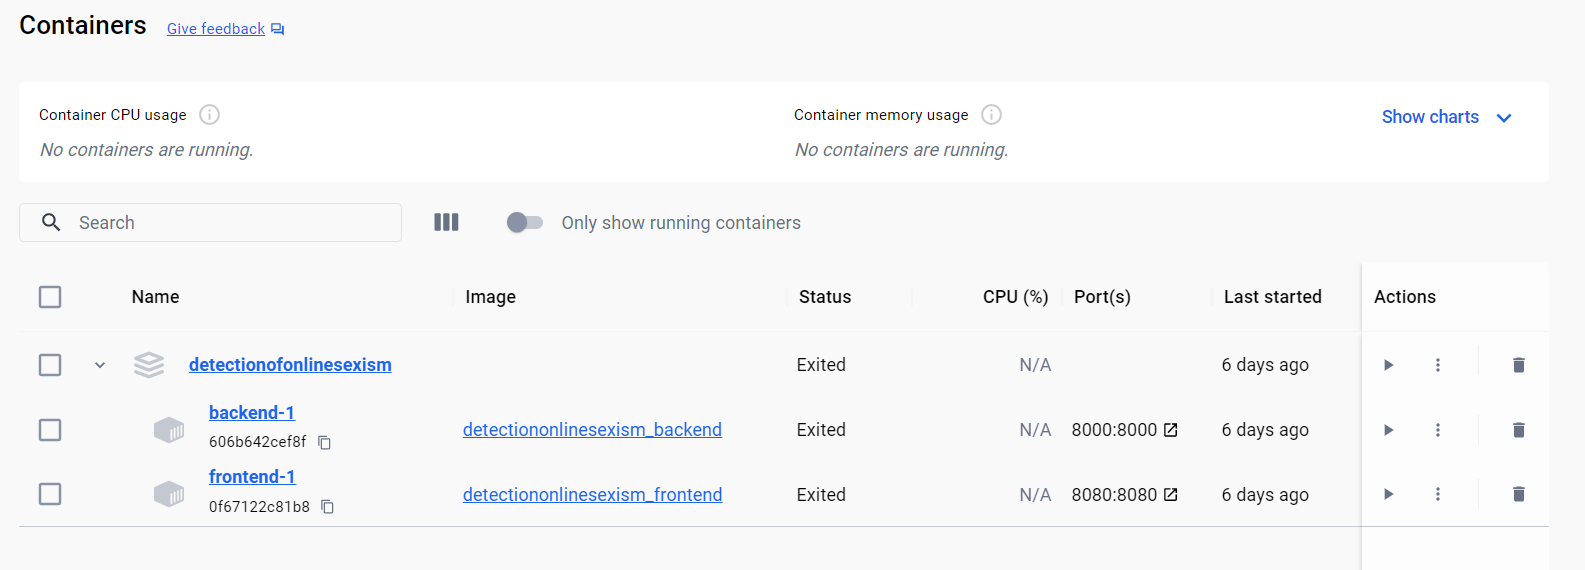 Containers Give feedback
Container CPU usage Container memory usage Show charts
No containers are running. No containers are running.
Search Only show running containers
Name Image Status CPU (%) Port(s) Last started Actions
detectionofonlinesexism Exited N/A 6 days ago
backend-1
606b642cef8f detectiononlinesexism_backend Exited N/A 8000:8000 6 days ago
frontend-1
0f67122c81b8 detectiononlinesexism_frontend Exited N/A 8080:8080 6 days ago